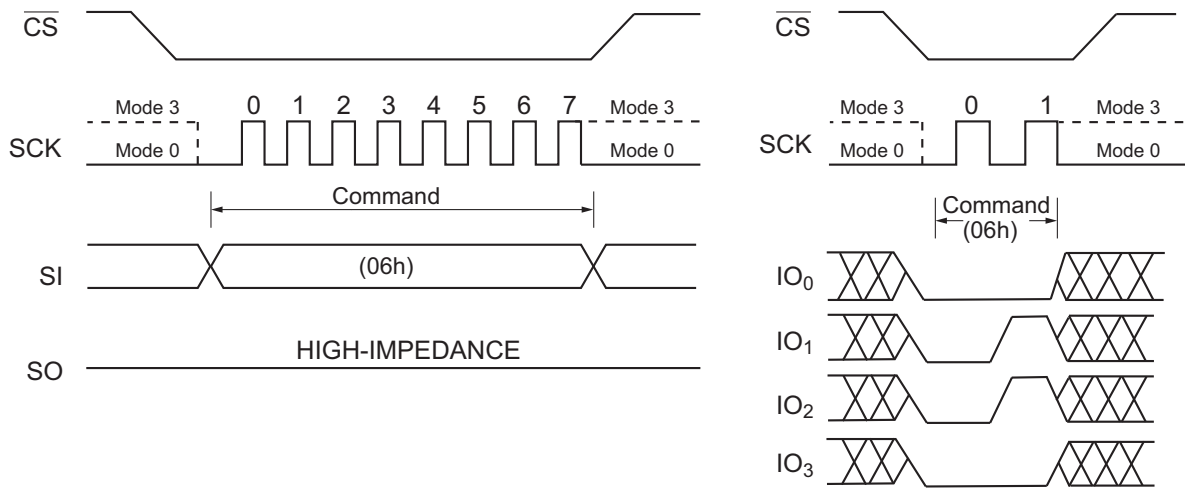 CS
Mode 3
0 1 2 3 4 5 6 7
Mode 3
SCK
Mode 0
Mode 0
Command
SI
(06h)
HIGH-IMPEDANCE
SO
CS
Mode 3
0 1
Mode 3
SCK
Mode 0
Mode 0
Command
(06h)
IO0
IO1
IO2
IO3